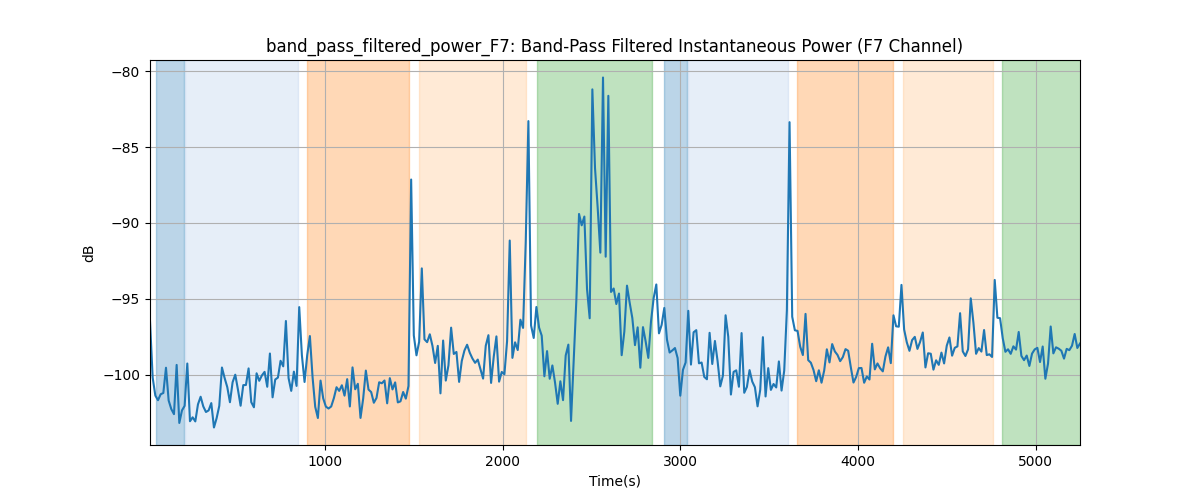 band_pass_filtered_power_F7: Band-Pass Filtered Instantaneous Power (F7 Channel)
−80
−85
−90
−95
−100
dB
1000 2000 3000 4000 5000
Time(s)